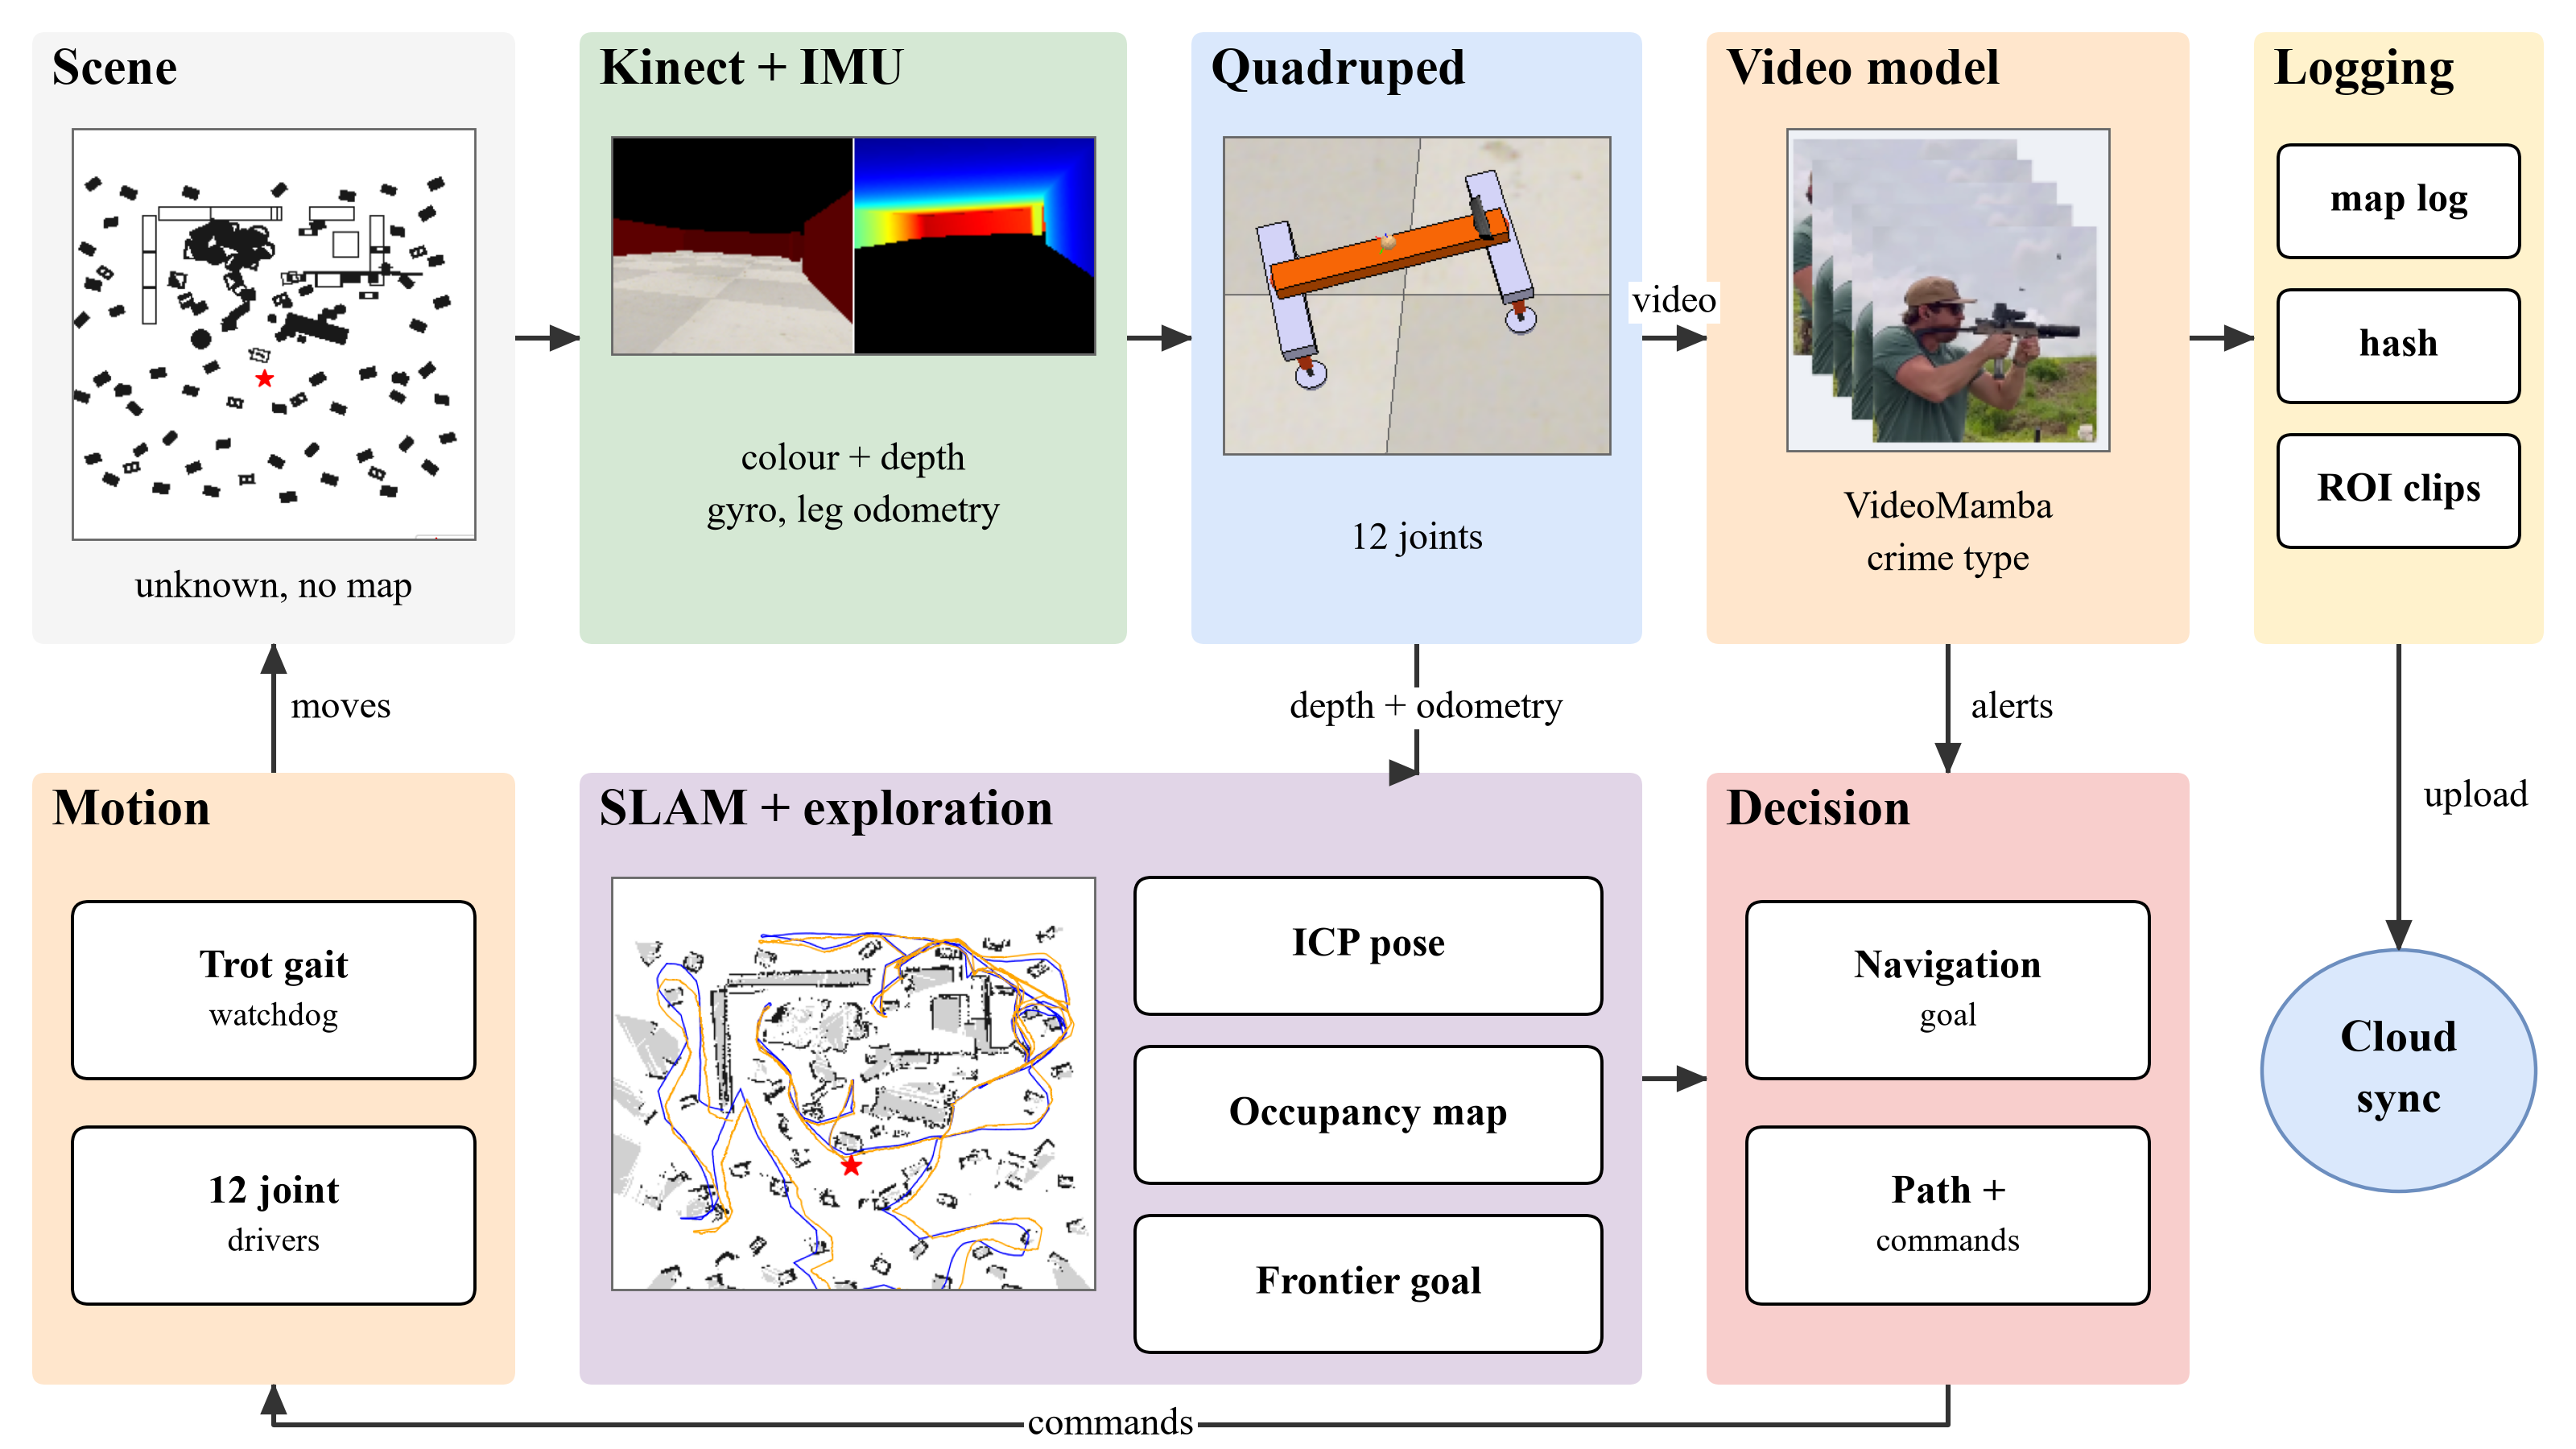 Scene
unknown, no map
Kinect + IMU
colour + depth
gyro, leg odometry
Quadruped
12 joints
video
Video model
VideoMamba
crime type
Logging
map log
hash
ROI clips
moves
depth + odometry
alerts
upload
Motion
Trot gait
watchdog
12 joint
drivers
SLAM + exploration
ICP pose
Occupancy map
Frontier goal
Decision
Navigation
goal
Path +
commands
Cloud
sync
commands